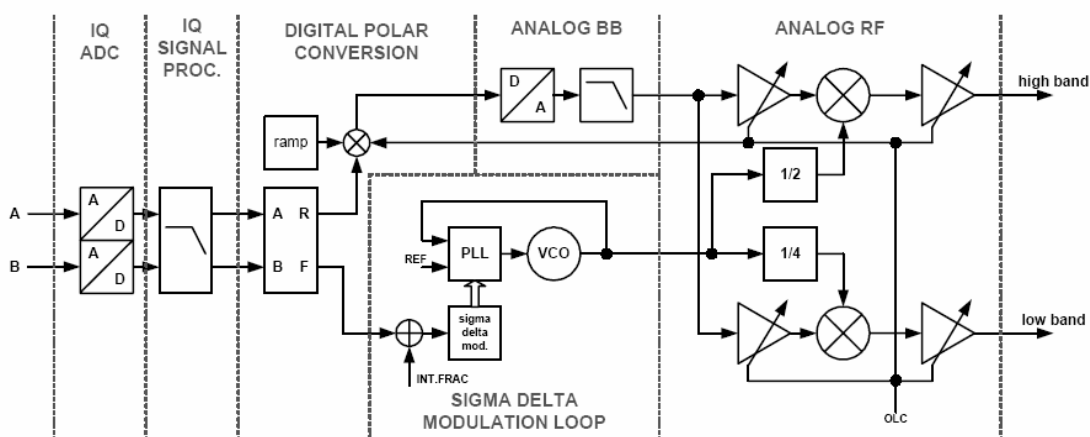 IQ
ADC
IQ
SIGNAL
PROC.
DIGITAL POLAR
CONVERSION
ANALOG BB
ANALOG RF
D
A
high band
ramp
1/2
A
A
D
A R
B
A
D
B F
REF
PLL
VCO
1/4
sigma
delta
mod.
low band
INT.FRAC
SIGMA DELTA
MODULATION LOOP
OLC